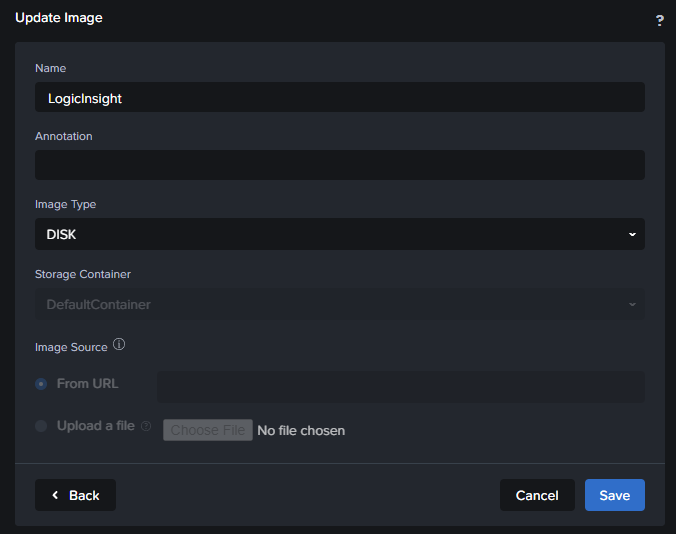 Update Image
?
Name
LogicInsight
Annotation
Image Type
DISK
Storage Container
DefaultContainer
Image Source ⓘ
From URL
Upload a file ? Choose File No file chosen
Back Cancel Save